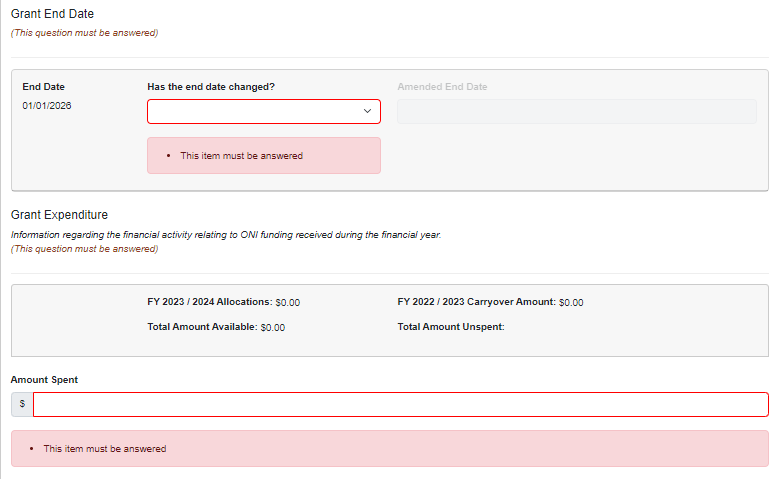 Grant End Date
(This question must be answered)
End Date
Has the end date changed?
Amended End Date
01/01/2026
• This item must be answered
Grant Expenditure
Information regarding the financial activity relating to ONI funding received during the financial year.
(This question must be answered)
FY 2023 / 2024 Allocations: $0.00
FY 2022 / 2023 Carryover Amount: $0.00
Total Amount Available: $0.00
Total Amount Unspent:
Amount Spent
$
• This item must be answered